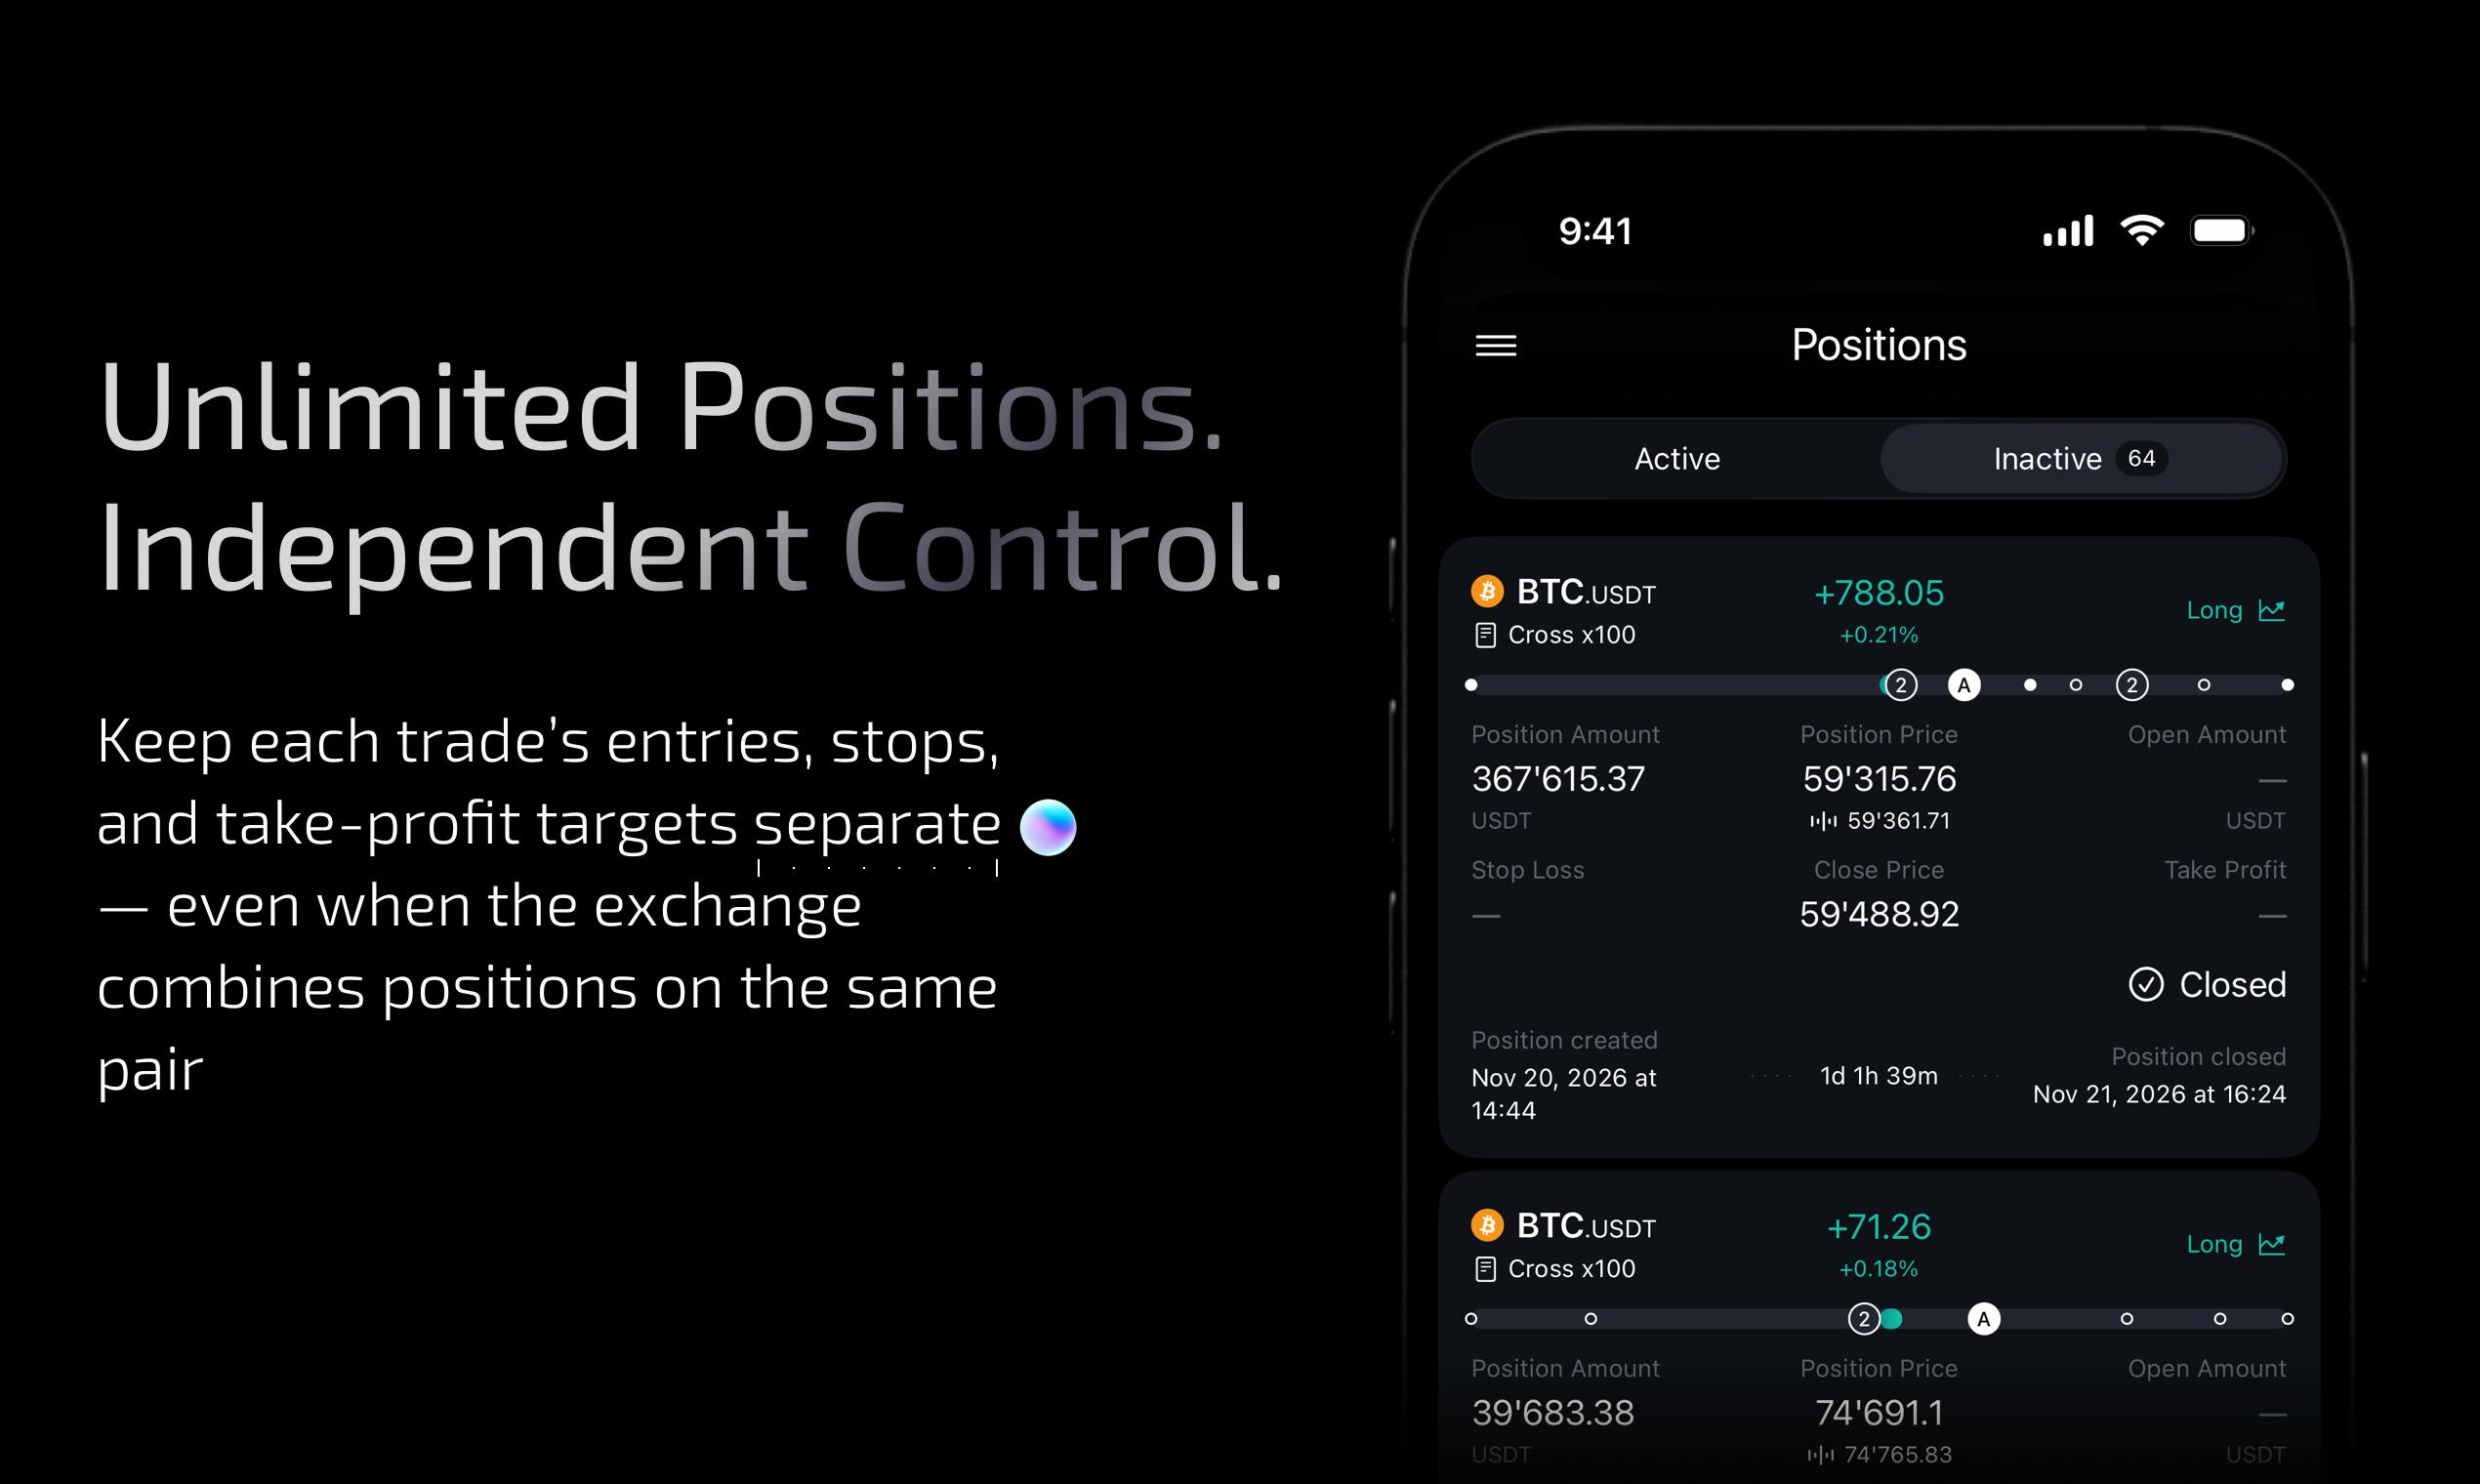 Unlimited Positions.
Independent Control.
Keep each trade’s entries, stops,
and take-profit targets separate
— even when the exchange
combines positions on the same
pair
9:41
Positions
Active
Inactive 64
BTC.USDT
Cross x100
+788.05
+0.21%
Long
2 A 2
Position Amount
367'615.37
USDT
Position Price
59'315.76
59'361.71
Open Amount
—
USDT
Stop Loss
—
Close Price
59'488.92
Take Profit
—
Closed
Position created
Nov 20, 2026 at
14:44
1d 1h 39m
Position closed
Nov 21, 2026 at 16:24
BTC.USDT
Cross x100
+71.26
+0.18%
Long
2 A
Position Amount
39'683.38
USDT
Position Price
74'691.1
74'765.83
Open Amount
—
USDT